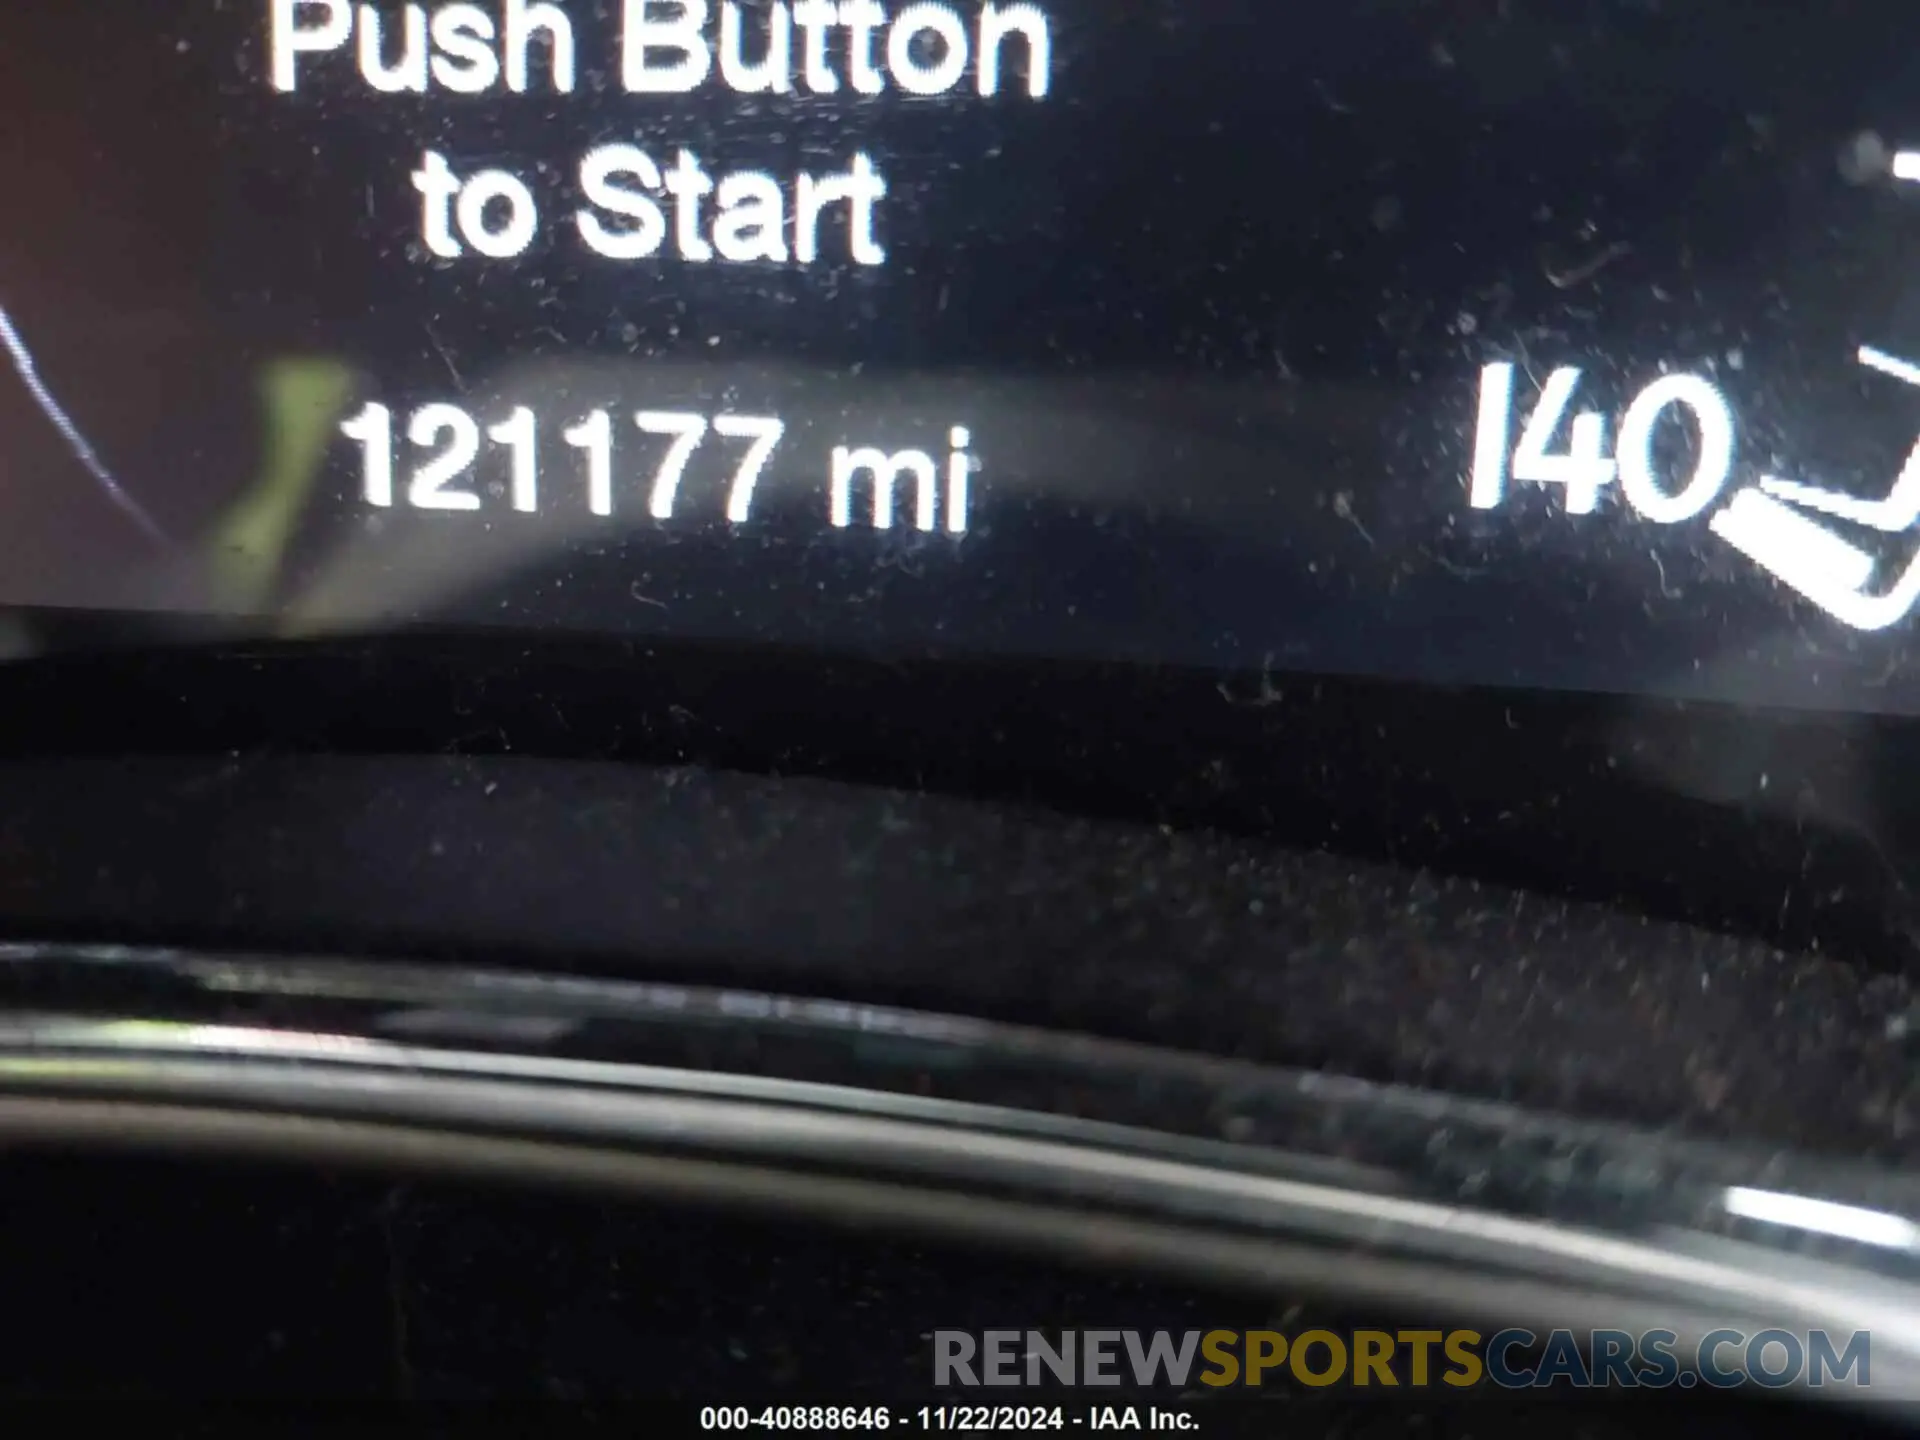 Push Button
to Start
121177 mi
140
RENEWSPORTSCARS.COM
000-40888646 - 11/22/2024 - IAA Inc.